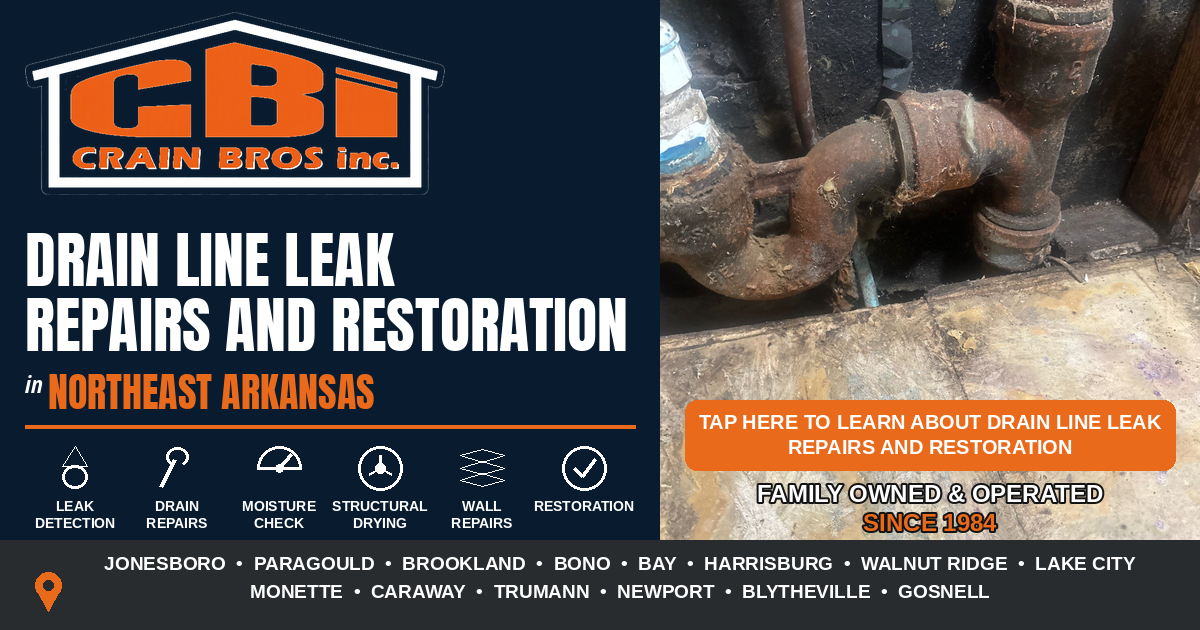 CBi
CRAIN BROS inc.
DRAIN LINE LEAK
REPAIRS AND RESTORATION
in NORTHEAST ARKANSAS
LEAK
DETECTION
DRAIN
REPAIRS
MOISTURE
CHECK
STRUCTURAL
DRYING
WALL
REPAIRS
RESTORATION
TAP HERE TO LEARN ABOUT DRAIN LINE LEAK
REPAIRS AND RESTORATION
FAMILY OWNED & OPERATED
SINCE 1984
JONESBORO • PARAGOULD • BROOKLAND • BONO • BAY • HARRISBURG • WALNUT RIDGE • LAKE CITY
MONETTE • CARAWAY • TRUMANN • NEWPORT • BLYTHEVILLE • GOSNELL